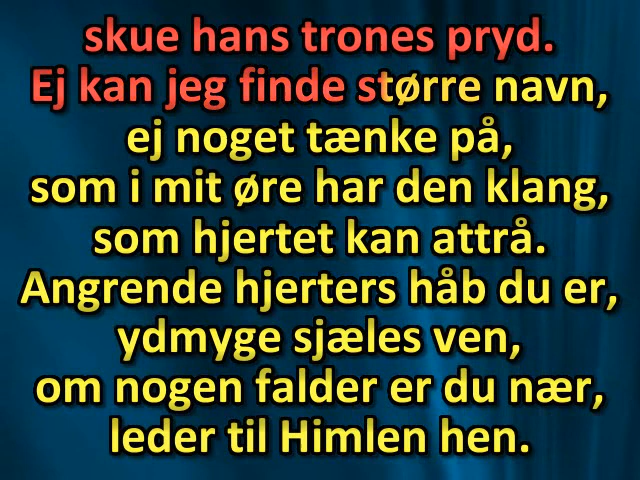 skue hans trones pryd.
Ej kan jeg finde større navn,
ej noget tænke på,
som i mit øre har den klang,
som hjertet kan attrå.
Angrende hjerters håb du er,
ydmyge sjæles ven,
om nogen falder er du nær,
leder til Himlen hen.